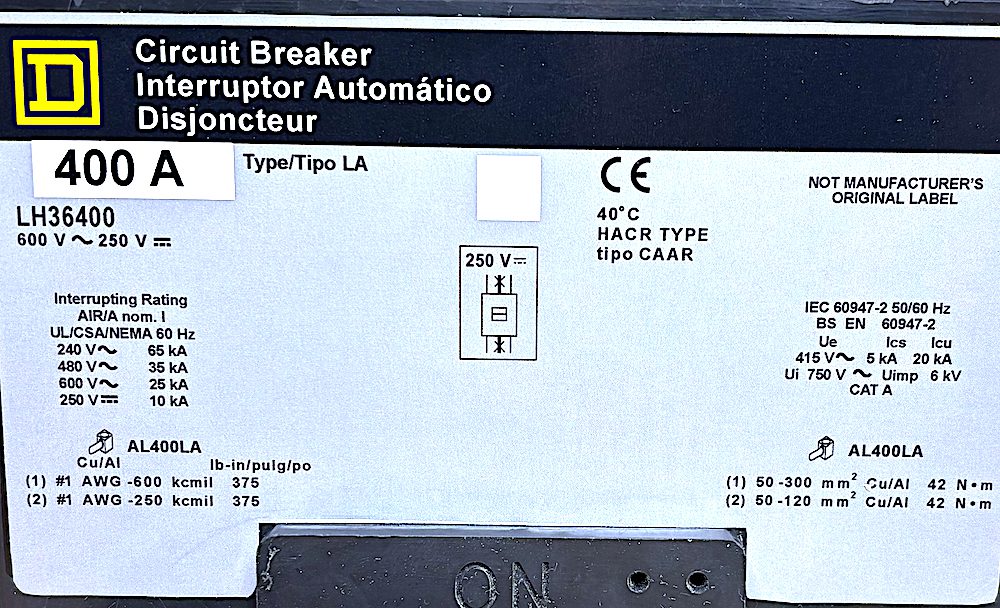 D
Circuit Breaker
Interruptor Automático
Disjoncteur
400 A
Type/Tipo LA
LH36400
600 V ~ 250 V ⎓
Interrupting Rating
AIR/A nom. I
UL/CSA/NEMA 60 Hz
240 V~ 65 kA
480 V~ 35 kA
600 V~ 25 kA
250 V⎓ 10 kA
AL400LA
Cu/Al lb-in/pulg/po
(1) #1 AWG -600 kcmil 375
(2) #1 AWG -250 kcmil 375
250 V⎓
CE
40°C
HACR TYPE
tipo CAAR
NOT MANUFACTURER'S
ORIGINAL LABEL
IEC 60947-2 50/60 Hz
BS EN 60947-2
Ue Ics Icu
415 V~ 5 kA 20 kA
Ui 750 V ~ Uimp 6 kV
CAT A
AL400LA
(1) 50-300 mm² Cu/Al 42 N•m
(2) 50-120 mm² Cu/Al 42 N•m
ON